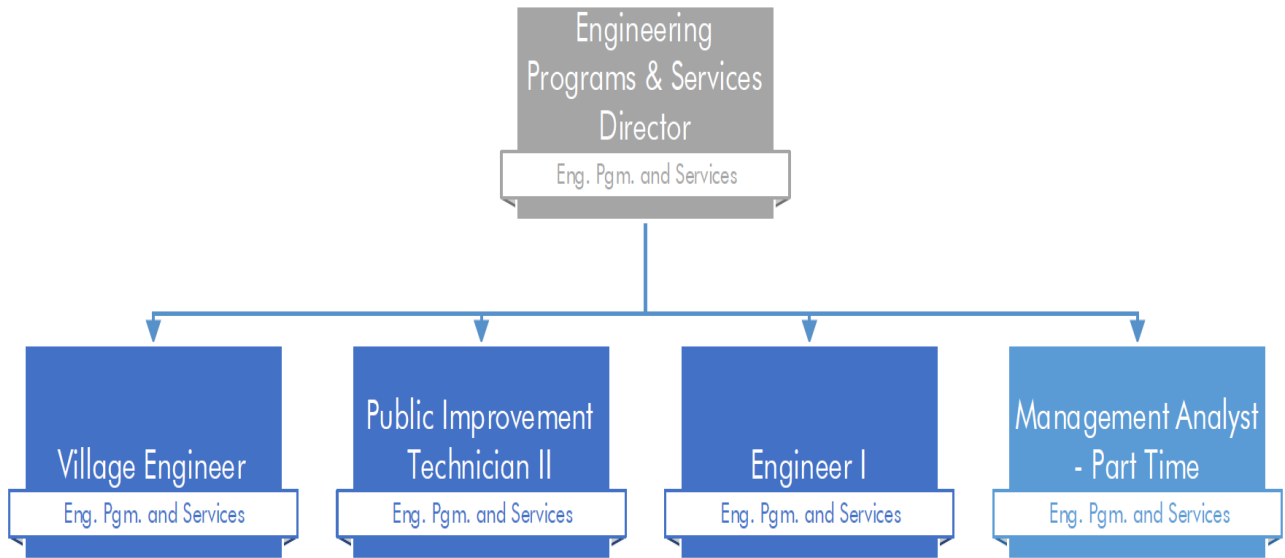 Engineering
Programs & Services
Director
Eng. Pgm. and Services
Village Engineer
Eng. Pgm. and Services
Public Improvement
Technician II
Eng. Pgm. and Services
Engineer I
Eng. Pgm. and Services
Management Analyst
- Part Time
Eng. Pgm. and Services